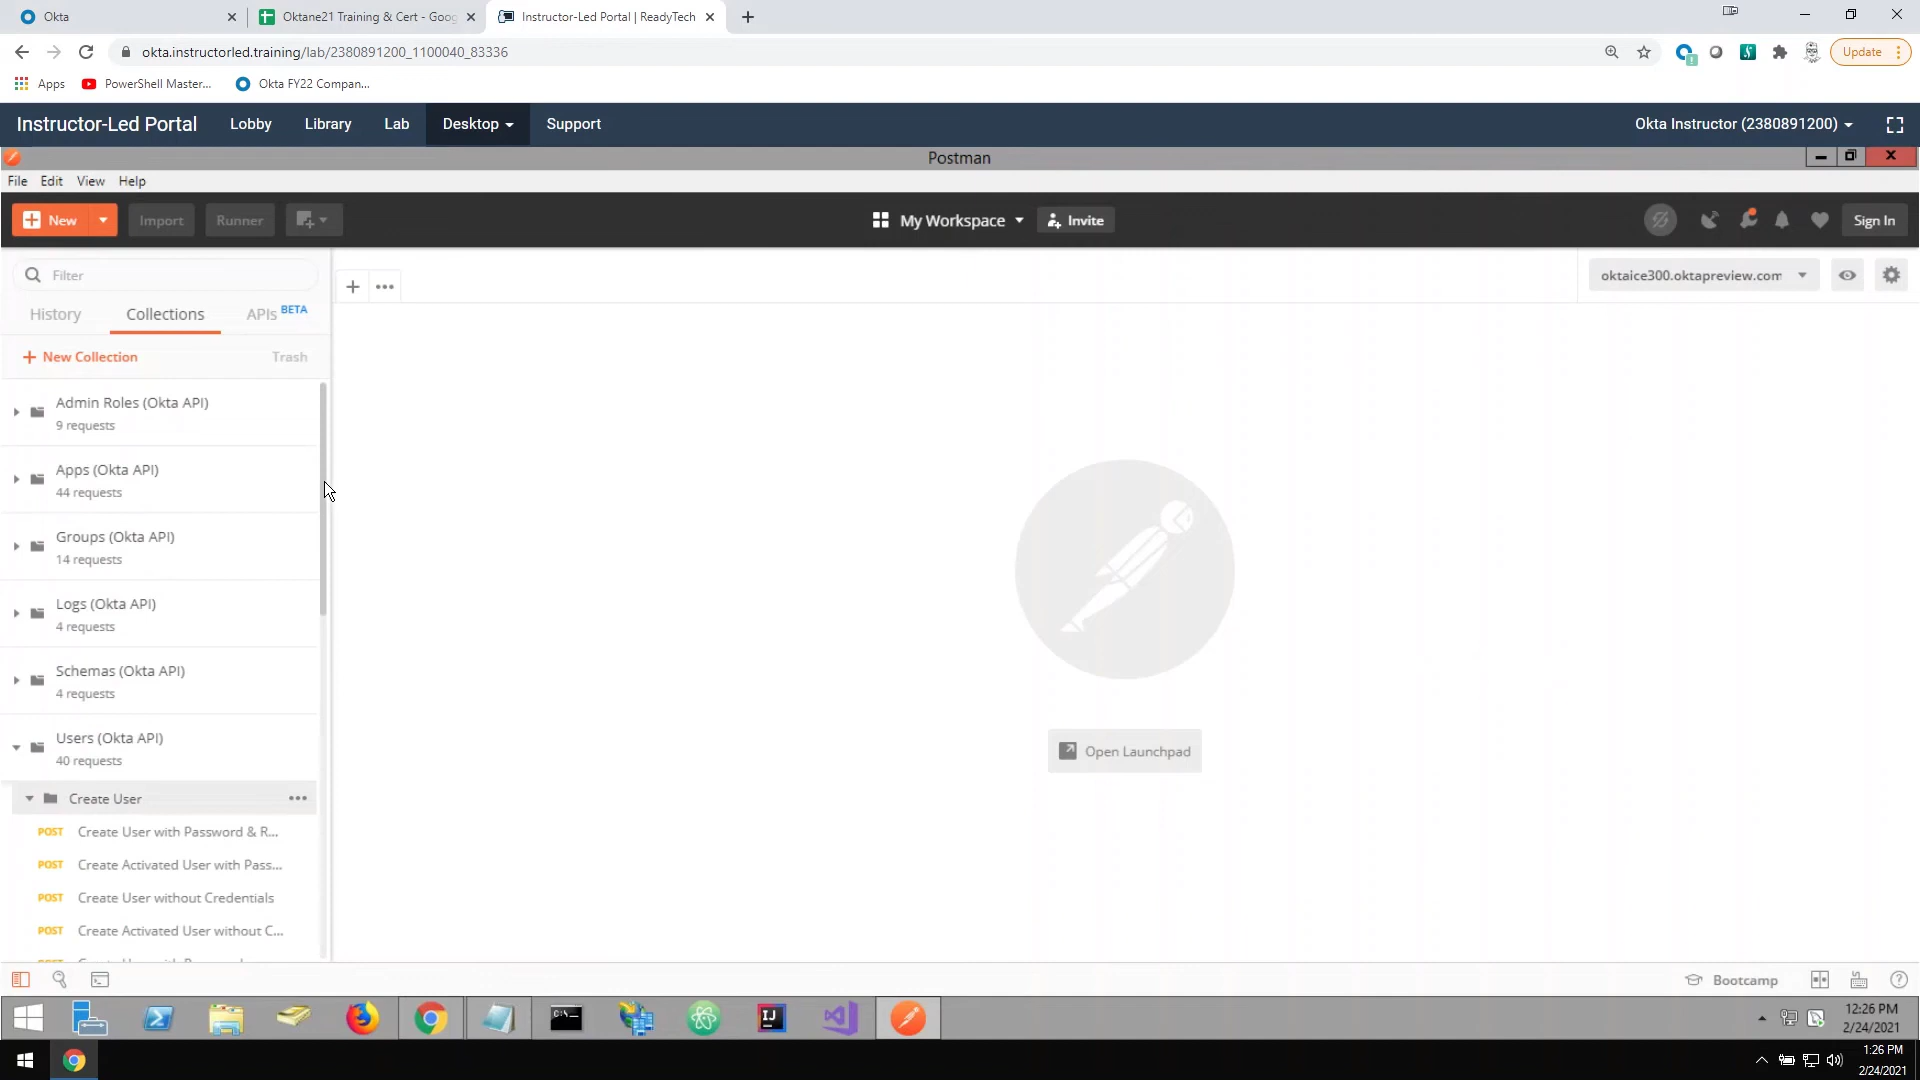 Okta
Oktane21 Training & Cert - Goog
Instructor-Led Portal | ReadyTech
okta.instructorled.training/lab/2380891200_1100040_83336
Update
Apps
PowerShell Master...
Okta FY22 Compan...
Instructor-Led Portal
Lobby
Library
Lab
Desktop
Support
Okta Instructor (2380891200)
Postman
File
Edit
View
Help
New
Import
Runner
My Workspace
Invite
Sign In
Filter
oktaice300.oktapreview.com
History
Collections
APIs BETA
New Collection
Trash
Admin Roles (Okta API)
9 requests
Apps (Okta API)
44 requests
Groups (Okta API)
14 requests
Logs (Okta API)
4 requests
Schemas (Okta API)
4 requests
Users (Okta API)
40 requests
Open Launchpad
Create User
POST Create User with Password & R...
POST Create Activated User with Pass...
POST Create User without Credentials
POST Create Activated User without C...
Bootcamp
C:\_
IJ
12:26 PM
2/24/2021
1:26 PM
2/24/2021